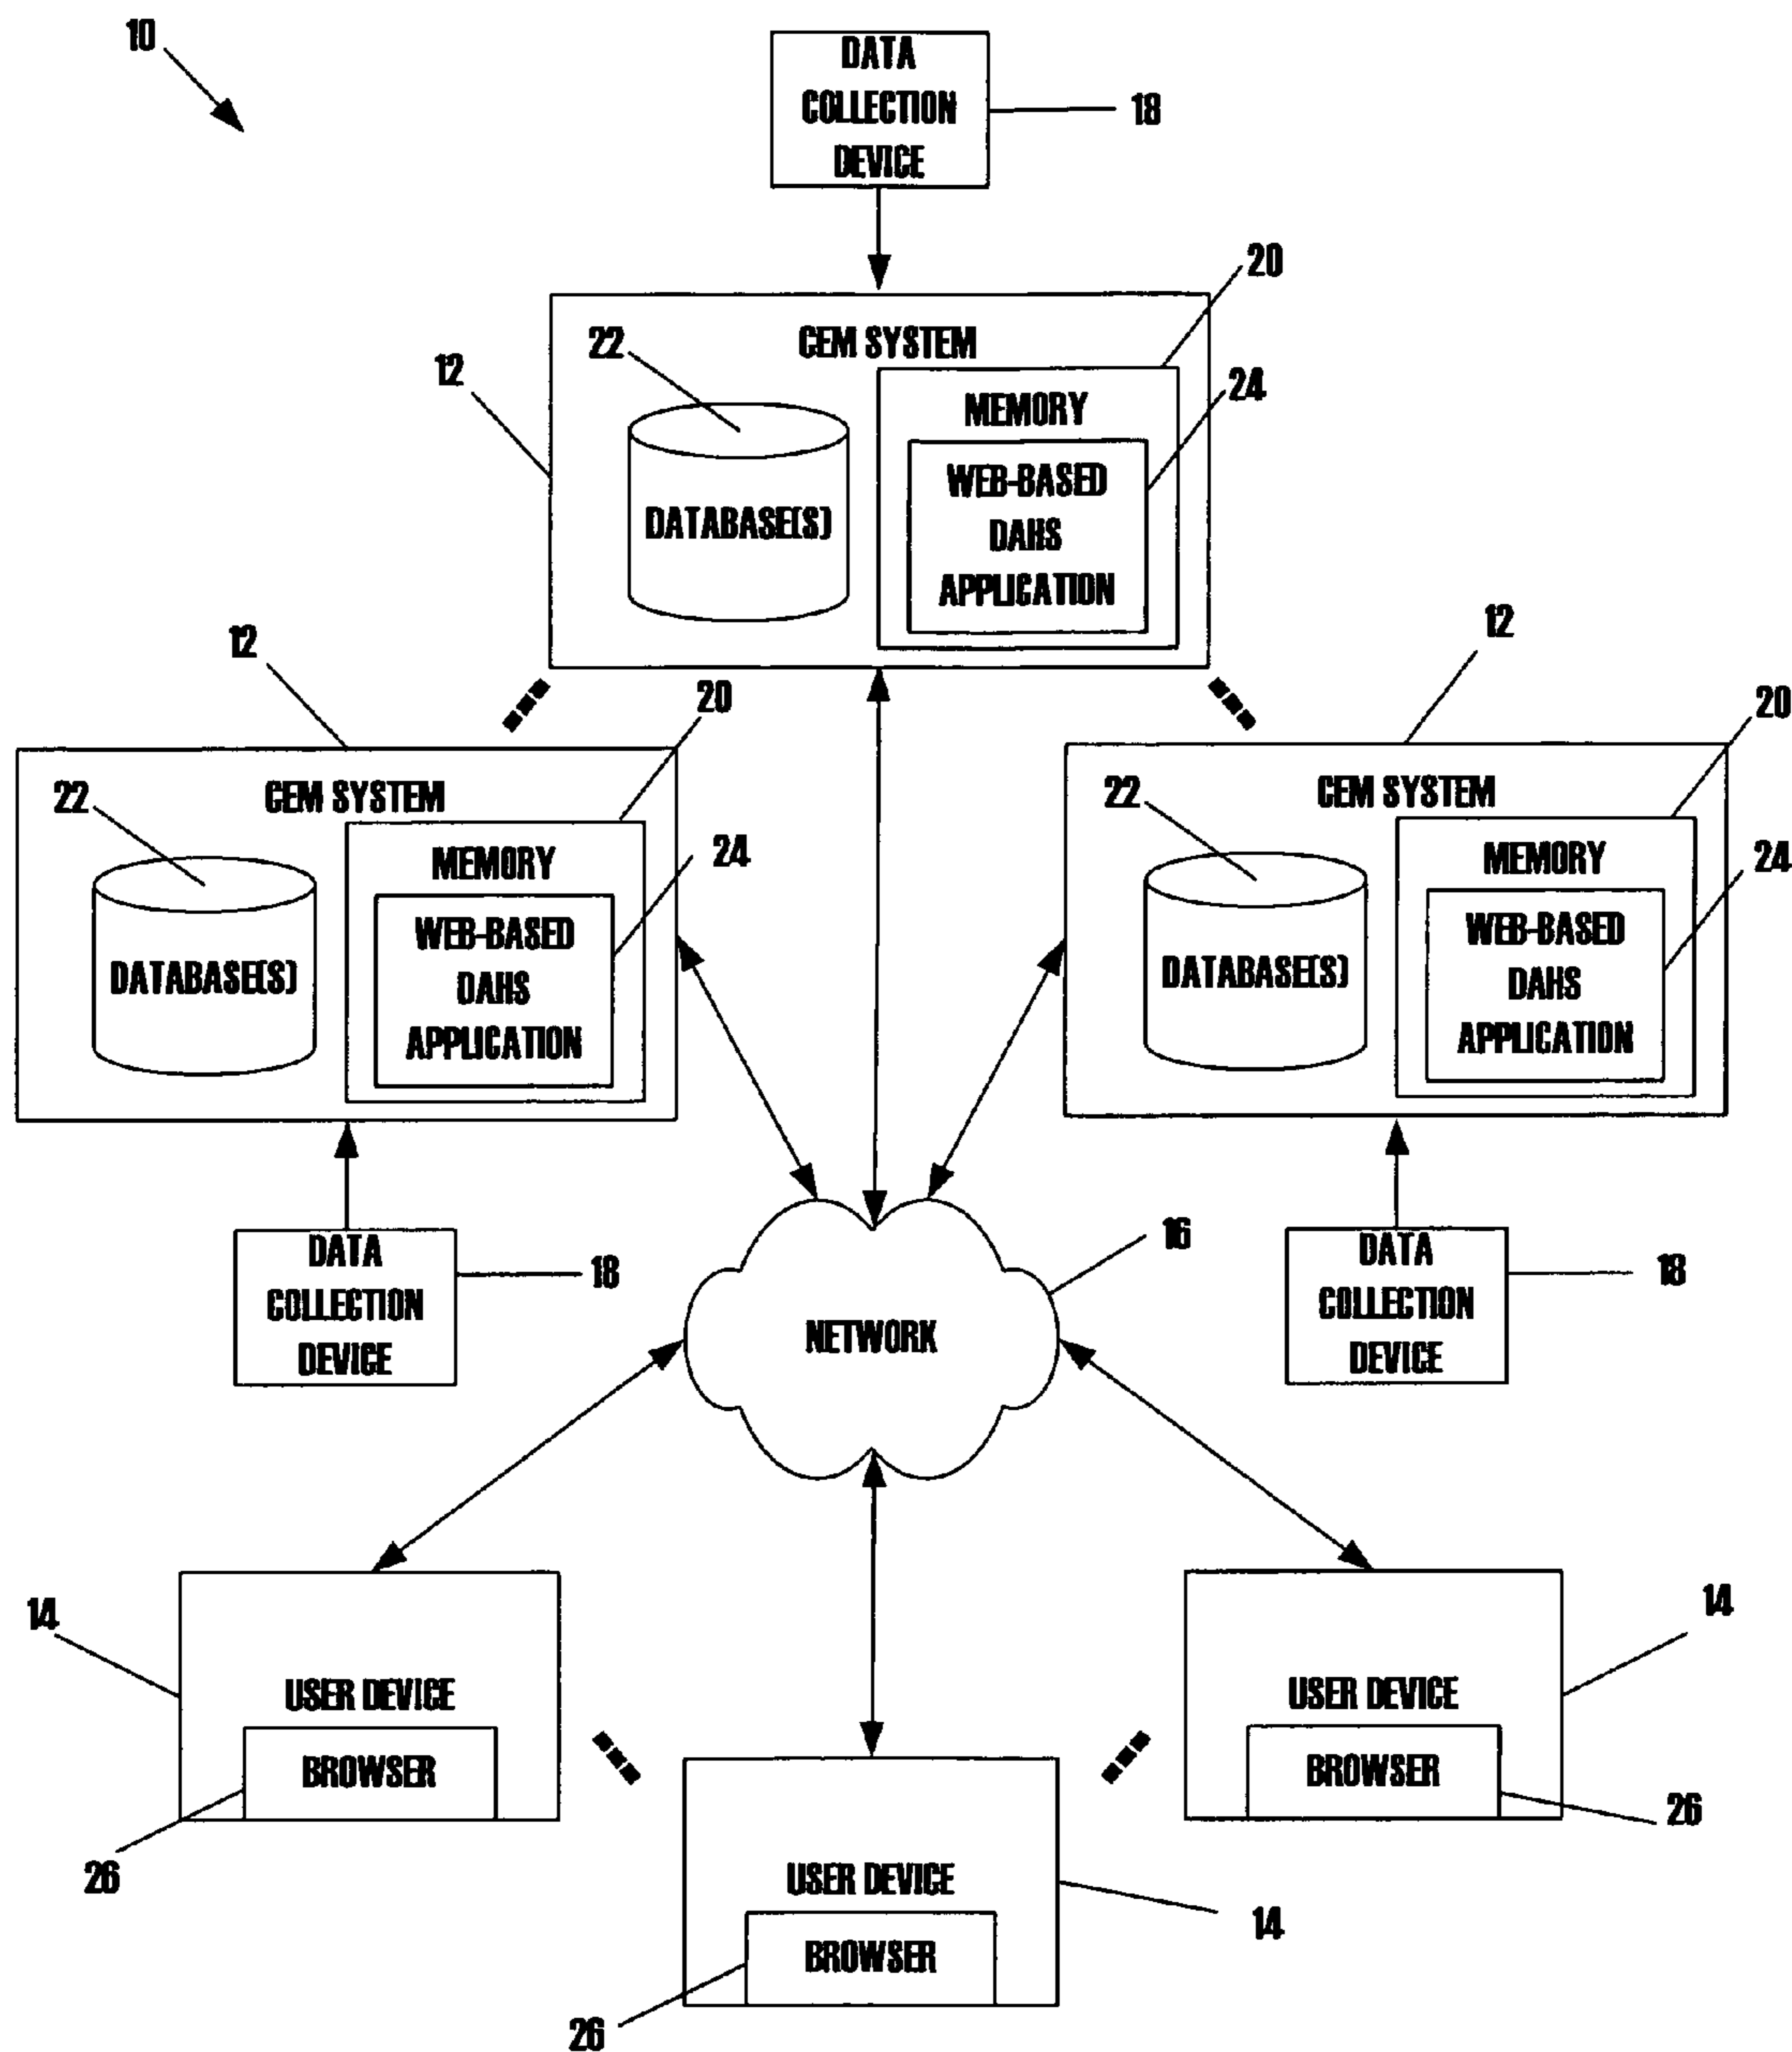 10
DATA
COLLECTION
DEVICE
18
20
CEM SYSTEM
22
12
MEMORY
24
WEB-BASED
DAHS
APPLICATION
DATABASE(S)
12
12
20
20
CEM SYSTEM
22
MEMORY
24
WEB-BASED
DAHS
APPLICATION
DATABASE(S)
CEM SYSTEM
22
MEMORY
24
WEB-BASED
DAHS
APPLICATION
DATABASE(S)
DATA
COLLECTION
DEVICE
18
16
NETWORK
DATA
COLLECTION
DEVICE
18
14
USER DEVICE
BROWSER
26
14
USER DEVICE
BROWSER
26
USER DEVICE
14
BROWSER
26